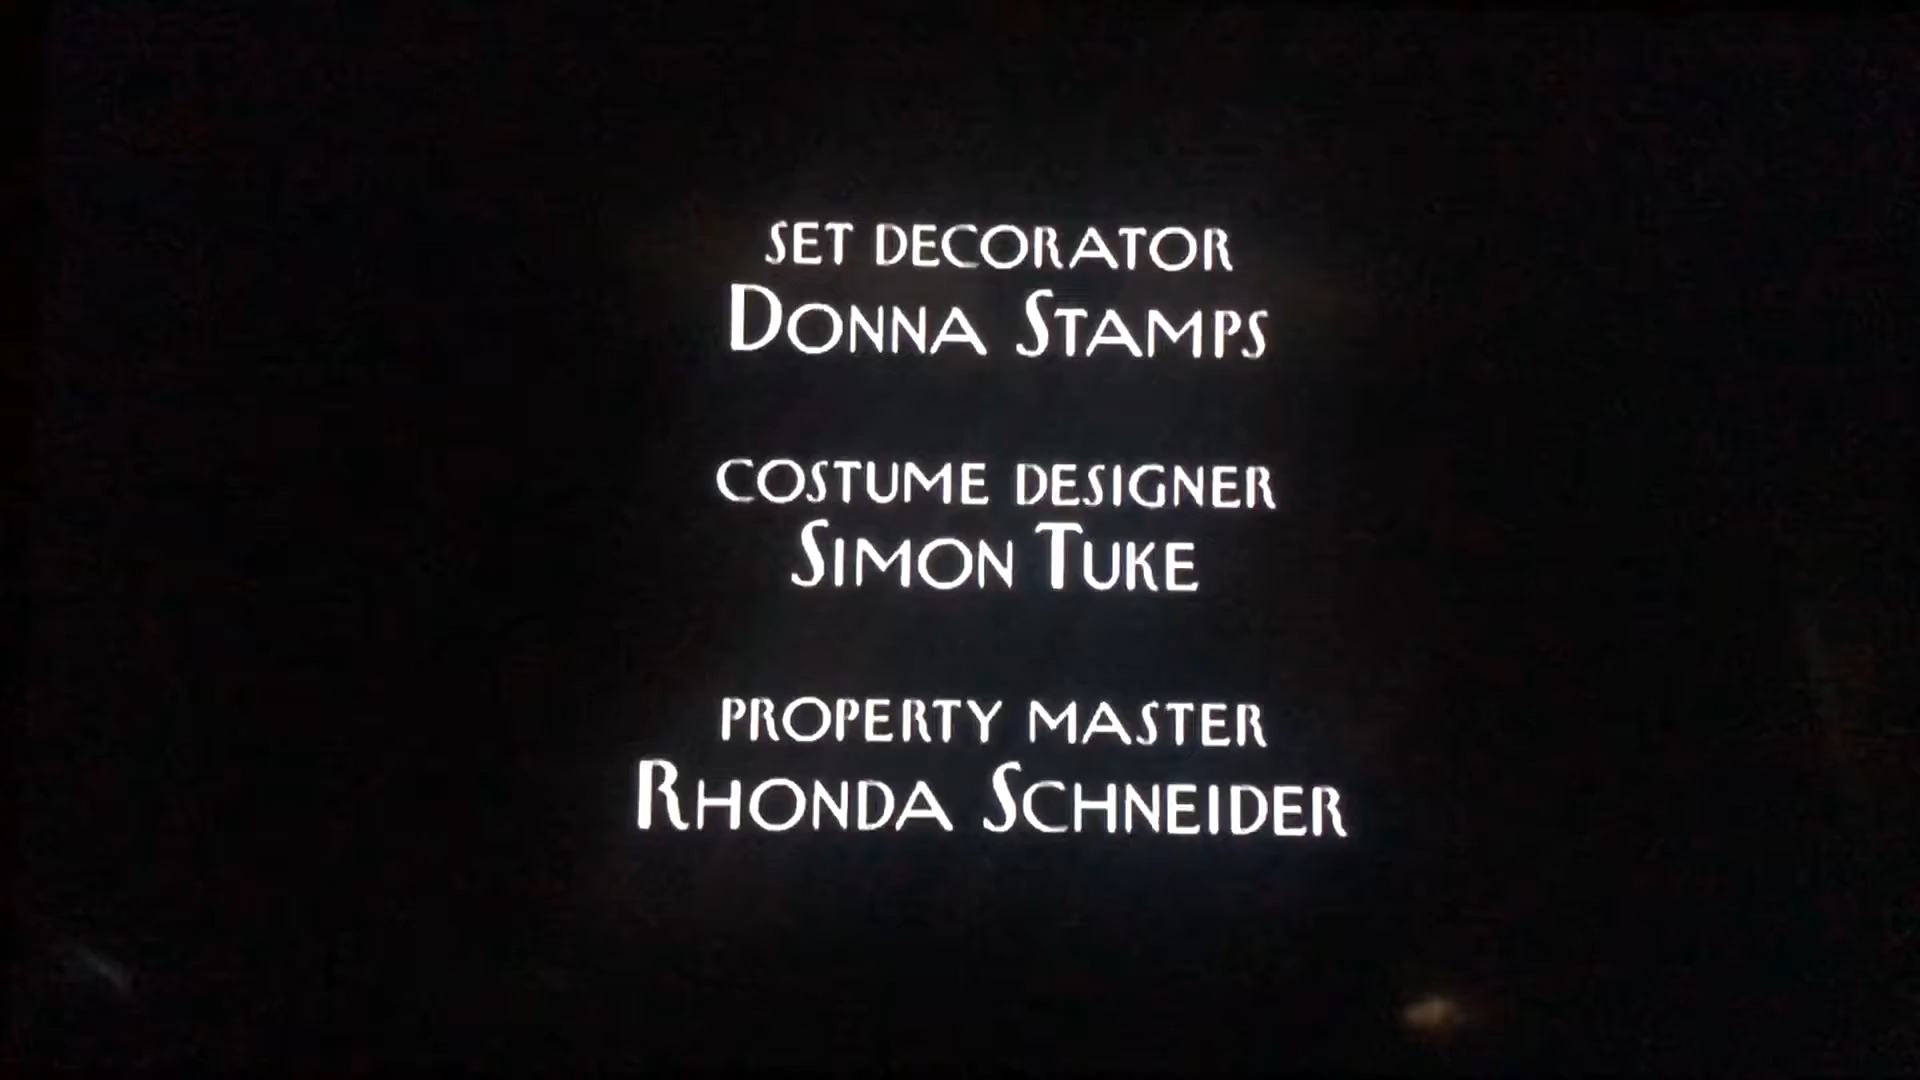 SET DECORATOR
DONNA STAMPS
COSTUME DESIGNER
SIMON TUKE
PROPERTY MASTER
RHONDA SCHNEIDER